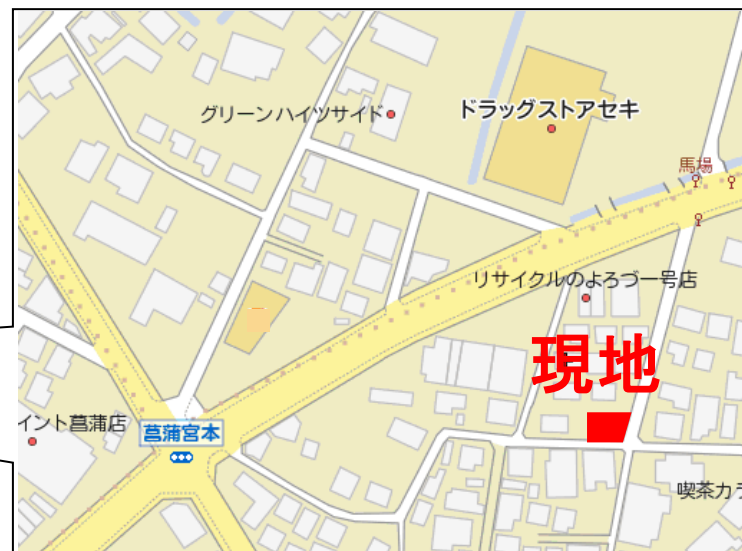 グリーンハイツサイド
ドラッグストアセキ
馬場
リサイクルのよろづ一号店
現地
イント菖蒲店
菖蒲宮本
喫茶カラ